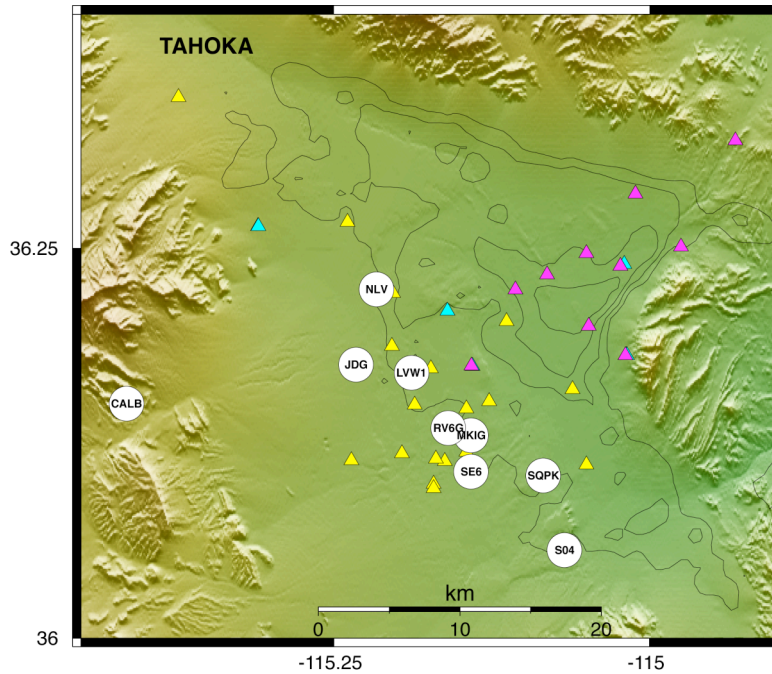 TAHOKA
36.25
NLV
JDG
LVW1
CALB
RV6G
MKIG
SE6
SQPK
S04
km
0
10
20
36
-115.25
-115